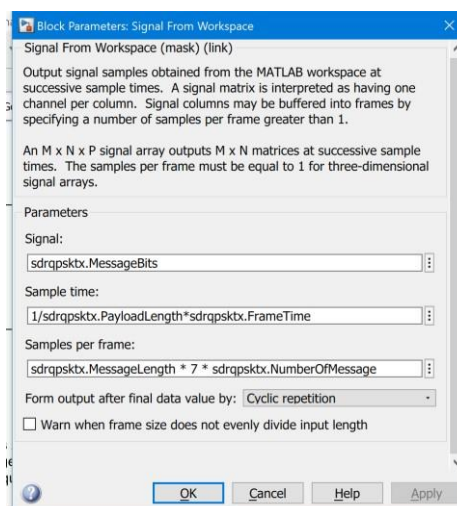 Block Parameters: Signal From Workspace
Signal From Workspace (mask) (link)
Output signal samples obtained from the MATLAB workspace at
successive sample times. A signal matrix is interpreted as having one
channel per column. Signal columns may be buffered into frames by
specifying a number of samples per frame greater than 1.
An M x N x P signal array outputs M x N matrices at successive sample
times. The samples per frame must be equal to 1 for three-dimensional
signal arrays.
Parameters
Signal:
sdrqpsktx.MessageBits
Sample time:
1/sdrqpsktx.PayloadLength*sdrqpsktx.FrameTime
Samples per frame:
sdrqpsktx.MessageLength * 7 * sdrqpsktx.NumberOfMessage
Form output after final data value by: Cyclic repetition
Warn when frame size does not evenly divide input length
OK Cancel Help Apply